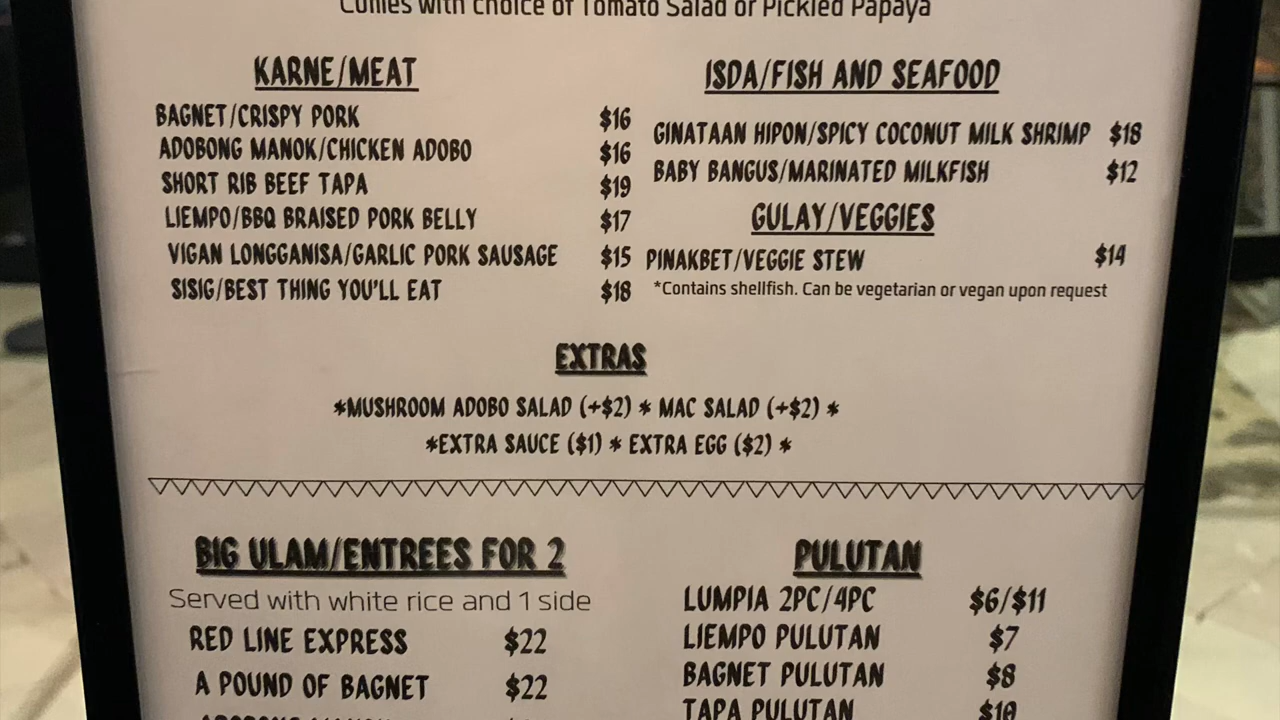 Comes with choice of Tomato Salad or Pickled Papaya
KARNE/MEAT
BAGNET/CRISPY PORK $16
ADOBONG MANOK/CHICKEN ADOBO $16
SHORT RIB BEEF TAPA $19
LIEMPO/BBQ BRAISED PORK BELLY $17
VIGAN LONGGANISA/GARLIC PORK SAUSAGE $15
SISIG/BEST THING YOU'LL EAT $18
ISDA/FISH AND SEAFOOD
GINATAAN HIPON/SPICY COCONUT MILK SHRIMP $18
BABY BANGUS/MARINATED MILKFISH $12
GULAY/VEGGIES
PINAKBET/VEGGIE STEW $14
*Contains shellfish. Can be vegetarian or vegan upon request
EXTRAS
*MUSHROOM ADOBO SALAD (+$2) * MAC SALAD (+$2) *
*EXTRA SAUCE ($1) * EXTRA EGG ($2) *
BIG ULAM/ENTREES FOR 2
Served with white rice and 1 side
RED LINE EXPRESS $22
A POUND OF BAGNET $22
PULUTAN
LUMPIA 2PC/4PC $6/$11
LIEMPO PULUTAN $7
BAGNET PULUTAN $8
TAPA PULUTAN $10